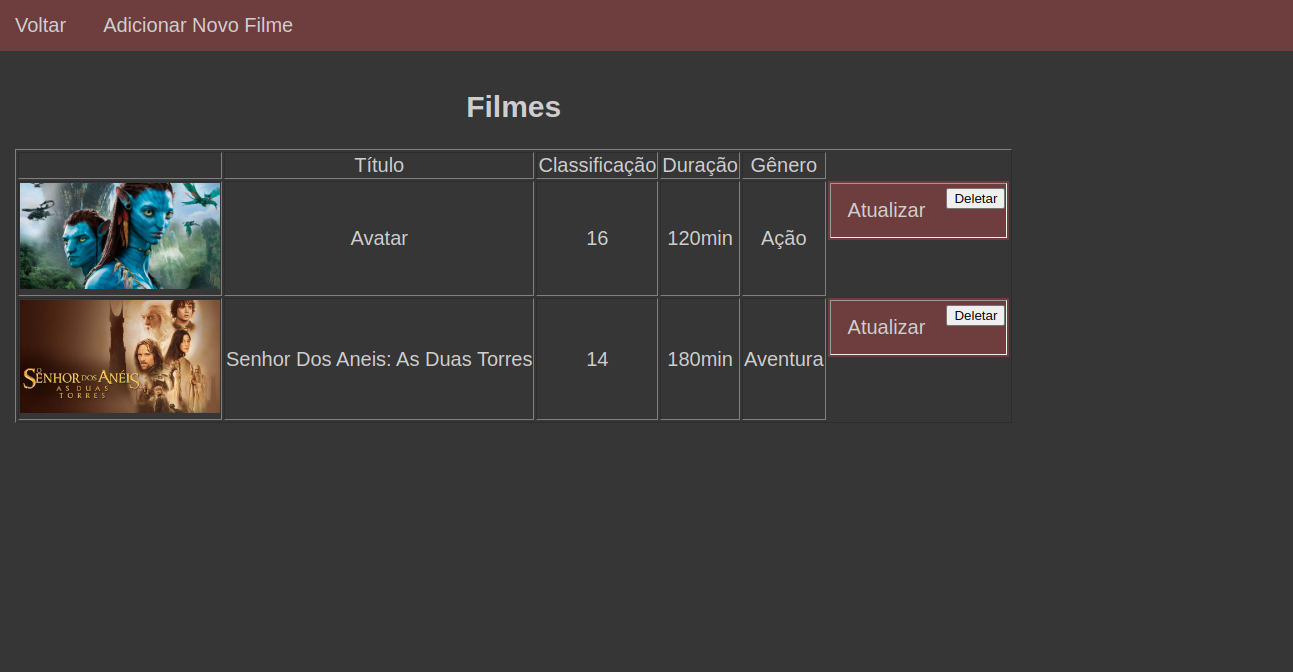 Voltar Adicionar Novo Filme
Filmes
Título Classificação Duração Gênero
Avatar 16 120min Ação Atualizar Deletar
O
SENHOR DOS ANÉIS
AS DUAS
TORRES
Senhor Dos Aneis: As Duas Torres 14 180min Aventura Atualizar Deletar